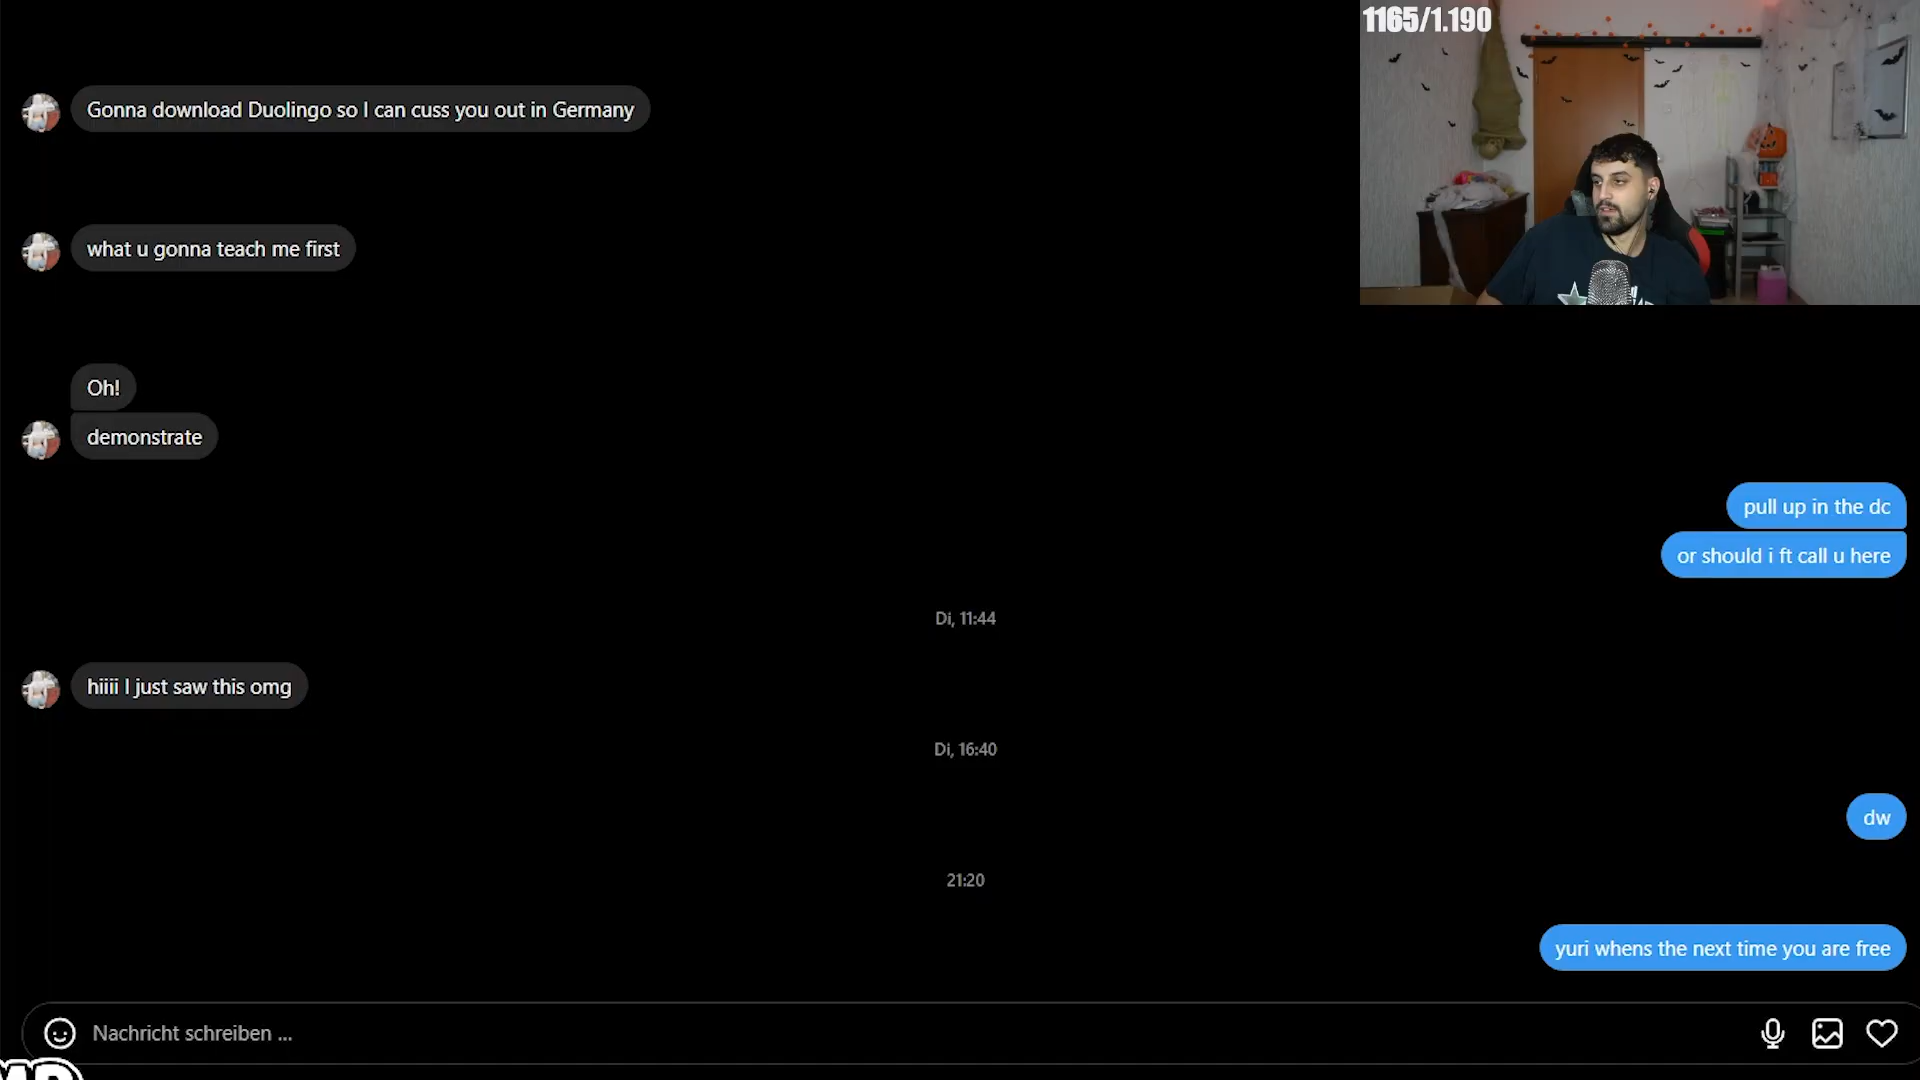 1165/1.190
Gonna download Duolingo so I can cuss you out in Germany
what u gonna teach me first
Oh!
demonstrate
pull up in the dc
or should i ft call u here
Di, 11:44
hiiii I just saw this omg
Di, 16:40
dw
21:20
yuri whens the next time you are free
Nachricht schreiben ...